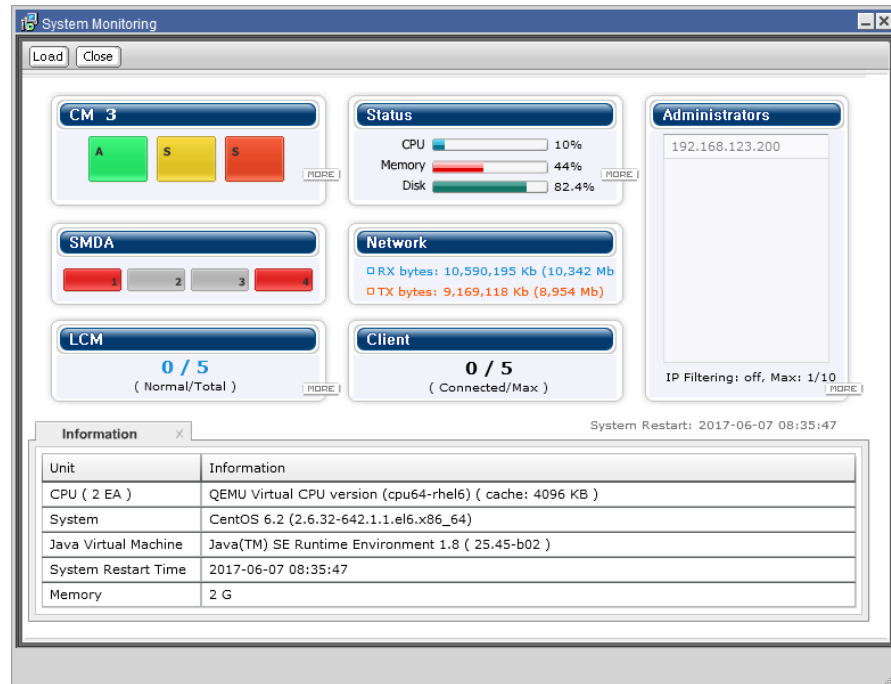 System Monitoring
Load Close
CM 3
A S S
MORE
Status
CPU 10%
Memory 44%
Disk 82.4%
MORE
Administrators
192.168.123.200
IP Filtering: off, Max: 1/10
MORE
SMDA
1 2 3 4
Network
RX bytes: 10,590,195 Kb (10,342 Mb
TX bytes: 9,169,118 Kb (8,954 Mb)
LCM
0 / 5
( Normal/Total )
MORE
Client
0 / 5
( Connected/Max )
Information
System Restart: 2017-06-07 08:35:47
Unit Information
CPU ( 2 EA ) QEMU Virtual CPU version (cpu64-rhel6) ( cache: 4096 KB )
System CentOS 6.2 (2.6.32-642.1.1.el6.x86_64)
Java Virtual Machine Java(TM) SE Runtime Environment 1.8 ( 25.45-b02 )
System Restart Time 2017-06-07 08:35:47
Memory 2 G